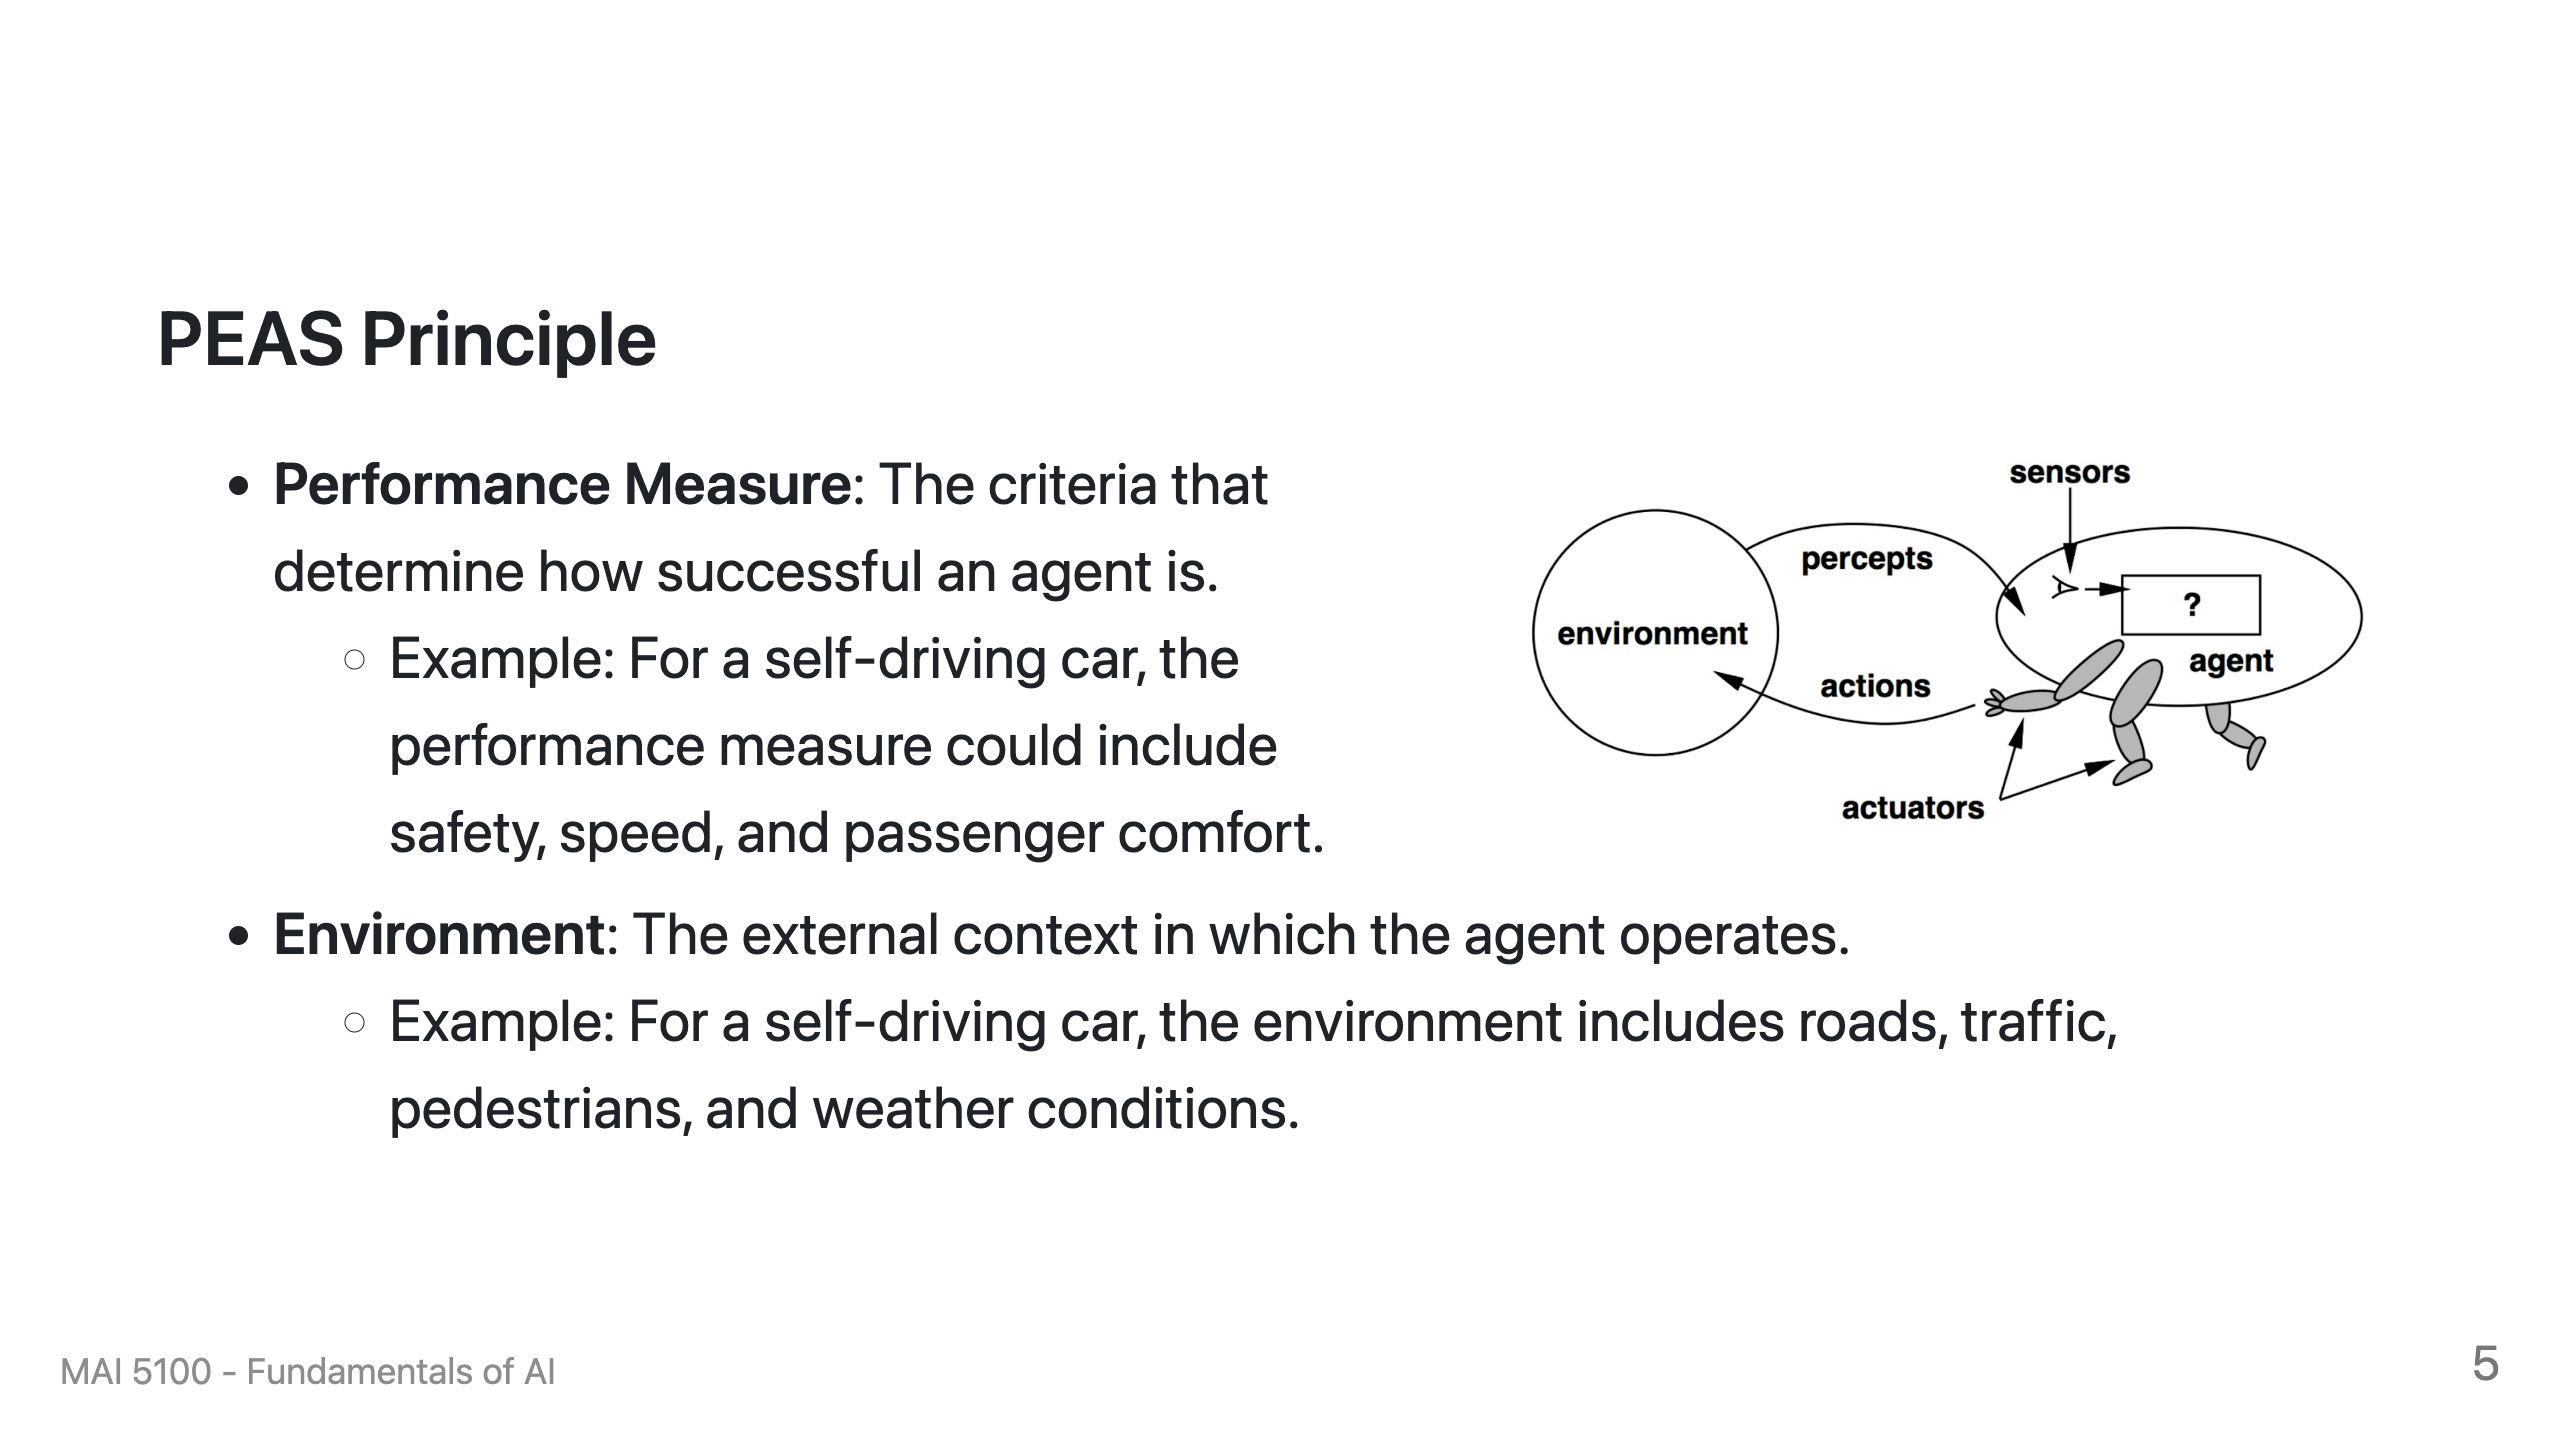 PEAS Principle
• Performance Measure: The criteria that
determine how successful an agent is.
○ Example: For a self-driving car, the
performance measure could include
safety, speed, and passenger comfort.
sensors
percepts
?
environment
agent
actions
actuators
• Environment: The external context in which the agent operates.
○ Example: For a self-driving car, the environment includes roads, traffic,
pedestrians, and weather conditions.
MAI 5100 - Fundamentals of AI
5